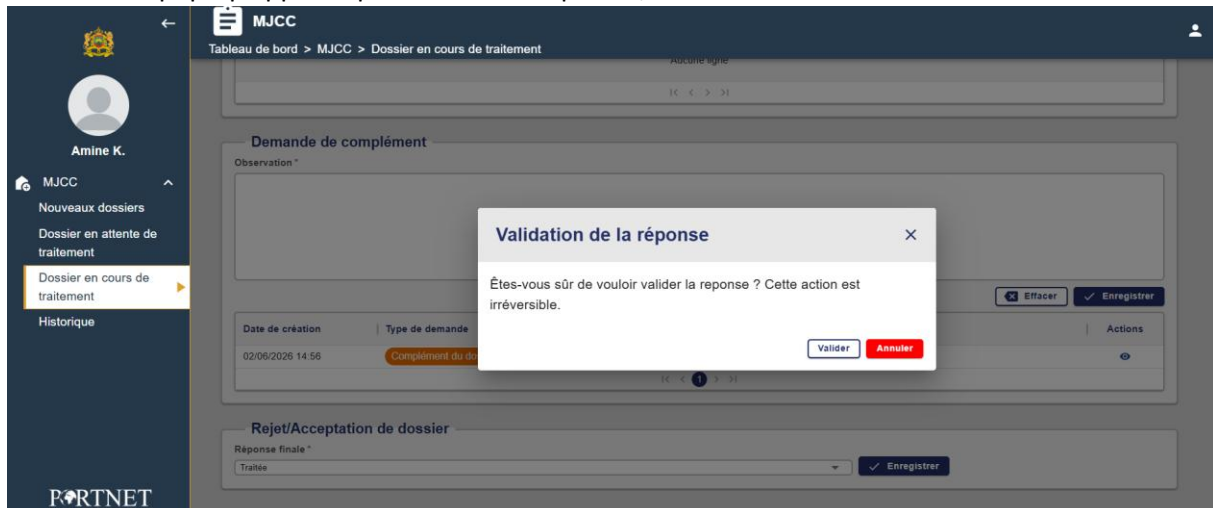 MJCC
Tableau de bord > MJCC > Dossier en cours de traitement
Amine K.
MJCC
Nouveaux dossiers
Dossier en attente de
traitement
Dossier en cours de
traitement
Historique
PORTNET
Aucune ligne
Demande de complément
Observation *
Effacer
Enregistrer
Date de création
Type de demande
Actions
02/06/2026 14:56
Complément du do
1
Rejet/Acceptation de dossier
Réponse finale *
Traitée
Enregistrer
Validation de la réponse
Êtes-vous sûr de vouloir valider la reponse ? Cette action est
irréversible.
Valider
Annuler